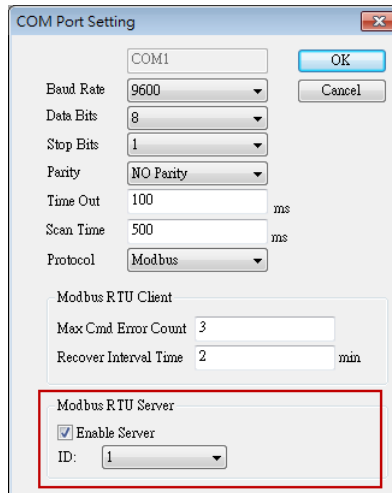 COM Port Setting
COM1
OK
Baud Rate 9600
Cancel
Data Bits 8
Stop Bits 1
Parity NO Parity
Time Out 100 ms
Scan Time 500 ms
Protocol Modbus
Modbus RTU Client
Max Cmd Error Count 3
Recover Interval Time 2 min
Modbus RTU Server
Enable Server
ID: 1